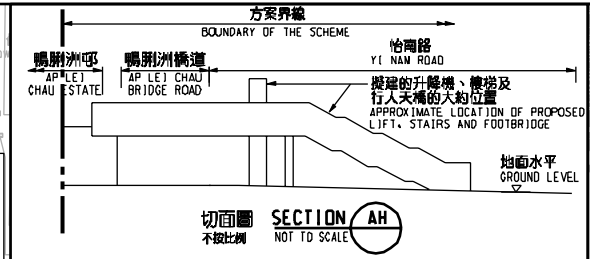 方案界線
BOUNDARY OF THE SCHEME
鴨脷洲邨
AP LEI
CHAU ESTATE
鴨脷洲橋道
AP LEI CHAU
BRIDGE ROAD
怡南路
YI NAM ROAD
擬建的升降機、樓梯及
行人天橋的大約位置
APPROXIMATE LOCATION OF PROPOSED
LIFT, STAIRS AND FOOTBRIDGE
地面水平
GROUND LEVEL
切面圖 SECTION AH
不按比例 NOT TO SCALE